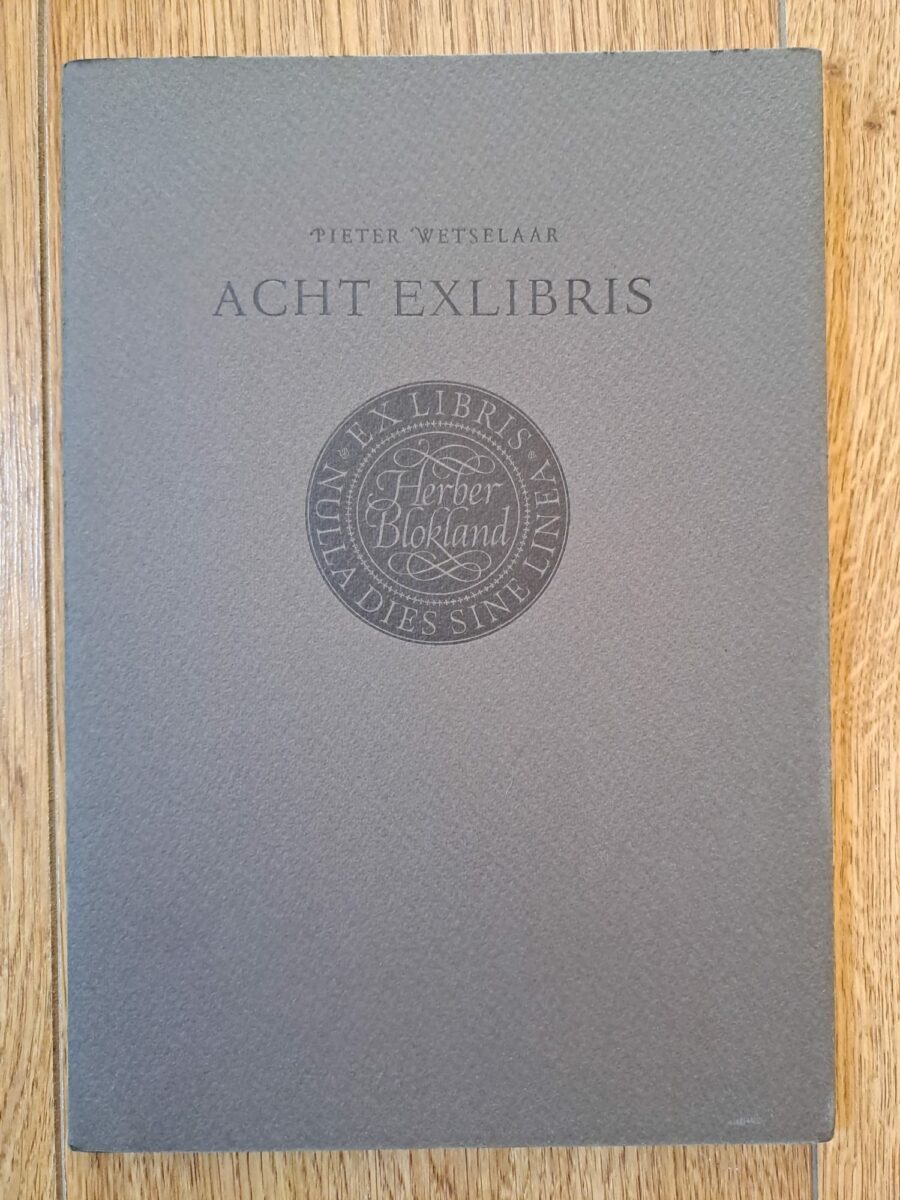 PIETER WETSELAAR
ACHT EXLIBRIS
EX LIBRIS
NULLA DIES SINE LINEA
Herber
Blokland